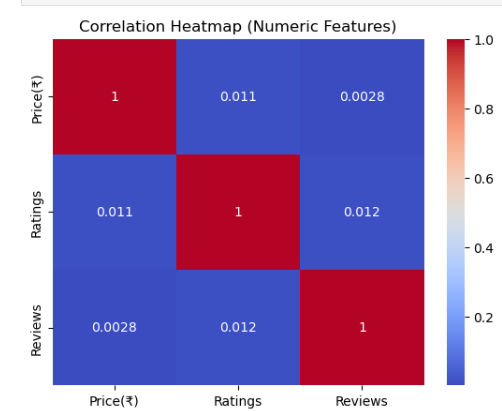 Correlation Heatmap (Numeric Features)
Price(₹)
1
0.011
0.0028
Ratings
0.011
1
0.012
Reviews
0.0028
0.012
1
Price(₹)
Ratings
Reviews
1.0
0.8
0.6
0.4
0.2